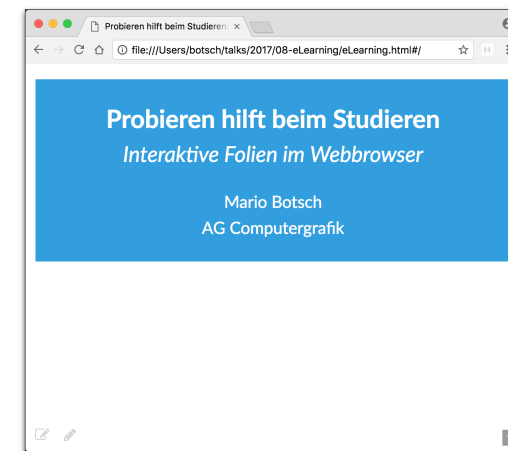 Probieren hilft beim Studieren
file:///Users/botsch/talks/2017/08-eLearning/eLearning.html#/
Probieren hilft beim Studieren
Interaktive Folien im Webbrowser
Mario Botsch
AG Computergrafik